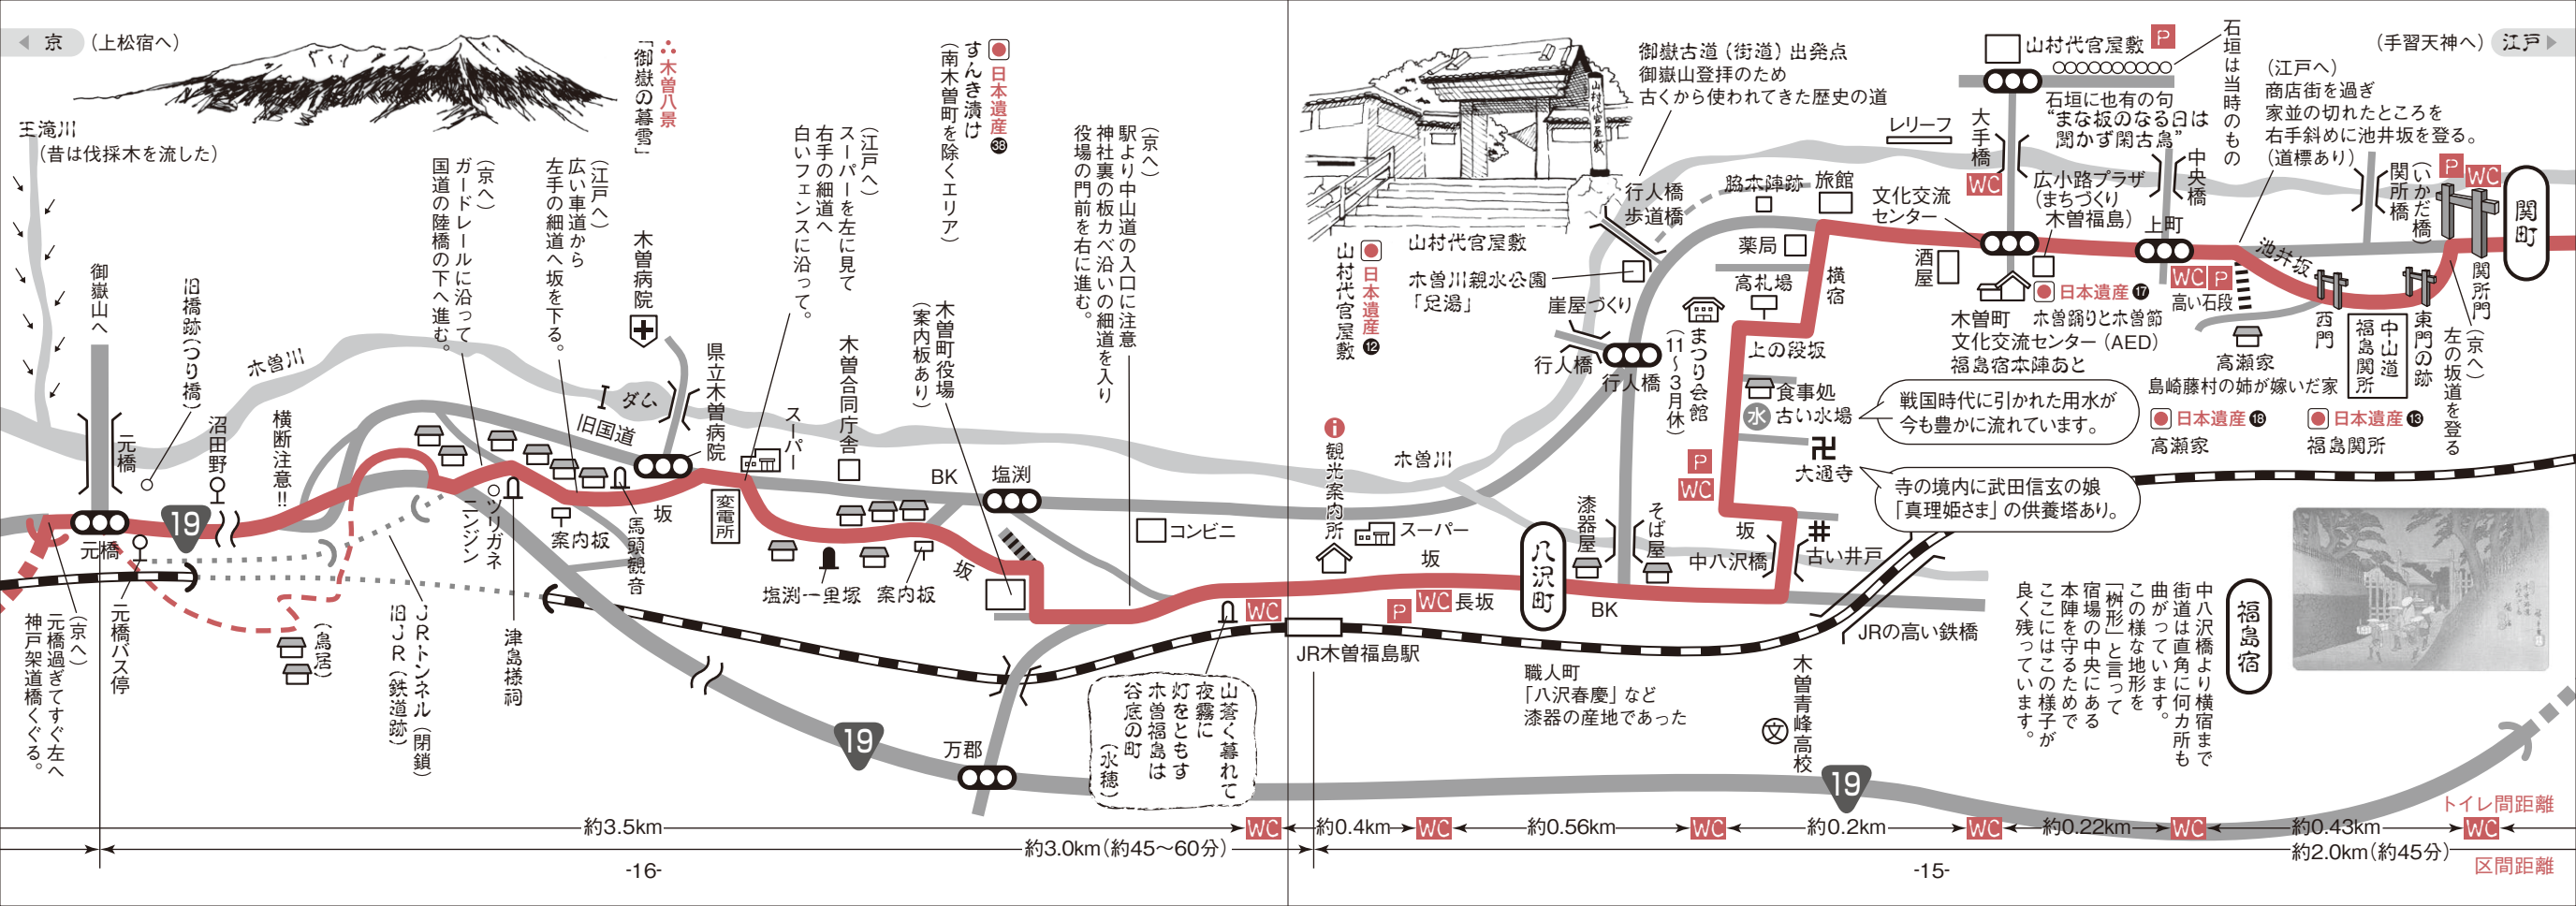 京
(上松宿へ)
王滝川
(昔は伐採木を流した)
御嶽山へ
元橋
元橋
旧橋跡(つり橋)
沼田野
横断注意!!
木曽川
19
(京へ)
元橋過ぎてすぐ左へ
神戸架道橋くぐる。
元橋バス停
(鳥居)
旧JR(鉄道跡)
JRトンネル(閉鎖)
津島様祠
ツリガネ
ニンジン
(京へ)
ガードレールに沿って
国道の陸橋の下へ進む。
(江戸へ)
広い車道から
左手の細道へ坂を下る。
案内板
馬頭観音
坂
旧国道
ダム
木曽病院
県立木曽病院
∴木曽八景
「御嶽の暮雪」
変電所
スーパー
(江戸へ)
スーパーを左に見て
右手の細道へ
白いフェンスに沿って。
木曽合同庁舎
塩渕一里塚
案内板
坂
BK
塩渕
木曽町役場
(案内板あり)
日本遺産㊳
すんき漬け
(南木曽町を除くエリア)
(京へ)
駅より中山道の入口に注意
神社裏の板カベ沿いの細道を入り
役場の門前を右に進む。
コンビニ
19
万郡
山蒼く暮れて
夜霧に
灯をともす
木曽福島は
谷底の町
(水穂)
WC
約3.5km
WC
約3.0km(約45〜60分)
-16-
山村代官屋敷
山村代官屋敷
日本遺産⑫
山村代官屋敷
御嶽古道(街道)出発点
御嶽山登拝のため
古くから使われてきた歴史の道
行人橋
歩道橋
木曽川親水公園
「足湯」
崖屋づくり
行人橋
行人橋
脇本陣跡
旅館
薬局
高札場
横宿
上の段坂
まつり会館
(11〜3月休)
食事処
水
古い水場
大通寺
戦国時代に引かれた用水が
今も豊かに流れています。
寺の境内に武田信玄の娘
「真理姫さま」の供養塔あり。
P
WC
坂
中八沢橋
古い井戸
木曽川
i
観光案内所
スーパー
坂
P
WC
長坂
八沢町
漆器屋
そば屋
BK
JR木曽福島駅
JRの高い鉄橋
職人町
「八沢春慶」など
漆器の産地であった
文
木曽青峰高校
19
レリーフ
大手橋
WC
山村代官屋敷
P
石垣は当時のもの
石垣に也有の句
“まな板のなる日は
聞かず閑古鳥”
文化交流
センター
酒屋
広小路プラザ
(まちづくり
木曽福島)
日本遺産⑰
木曽踊りと木曽節
木曽町
文化交流センター(AED)
福島宿本陣あと
中央橋
上町
(手習天神へ)
江戸
(江戸へ)
商店街を過ぎ
家並の切れたところを
右手斜めに池井坂を登る。
(道標あり)
関所橋
(いかだ橋)
P
WC
関町
関所門
池井坂
WC
P
高い石段
高瀬家
島崎藤村の姉が嫁いだ家
日本遺産⑱
高瀬家
西門
中山道
福島関所
東門の跡
日本遺産⑬
福島関所
(京へ)
左の坂道を登る
福島宿
中八沢橋より横宿まで
街道は直角に何カ所も
曲がっています。
この様な地形を
「桝形」と言って
宿場の中央にある
本陣を守るためで
ここにはこの様子が
良く残っています。
トイレ間距離
約0.4km
WC
約0.56km
WC
約0.2km
WC
約0.22km
WC
約0.43km
WC
約2.0km(約45分)
区間距離
-15-